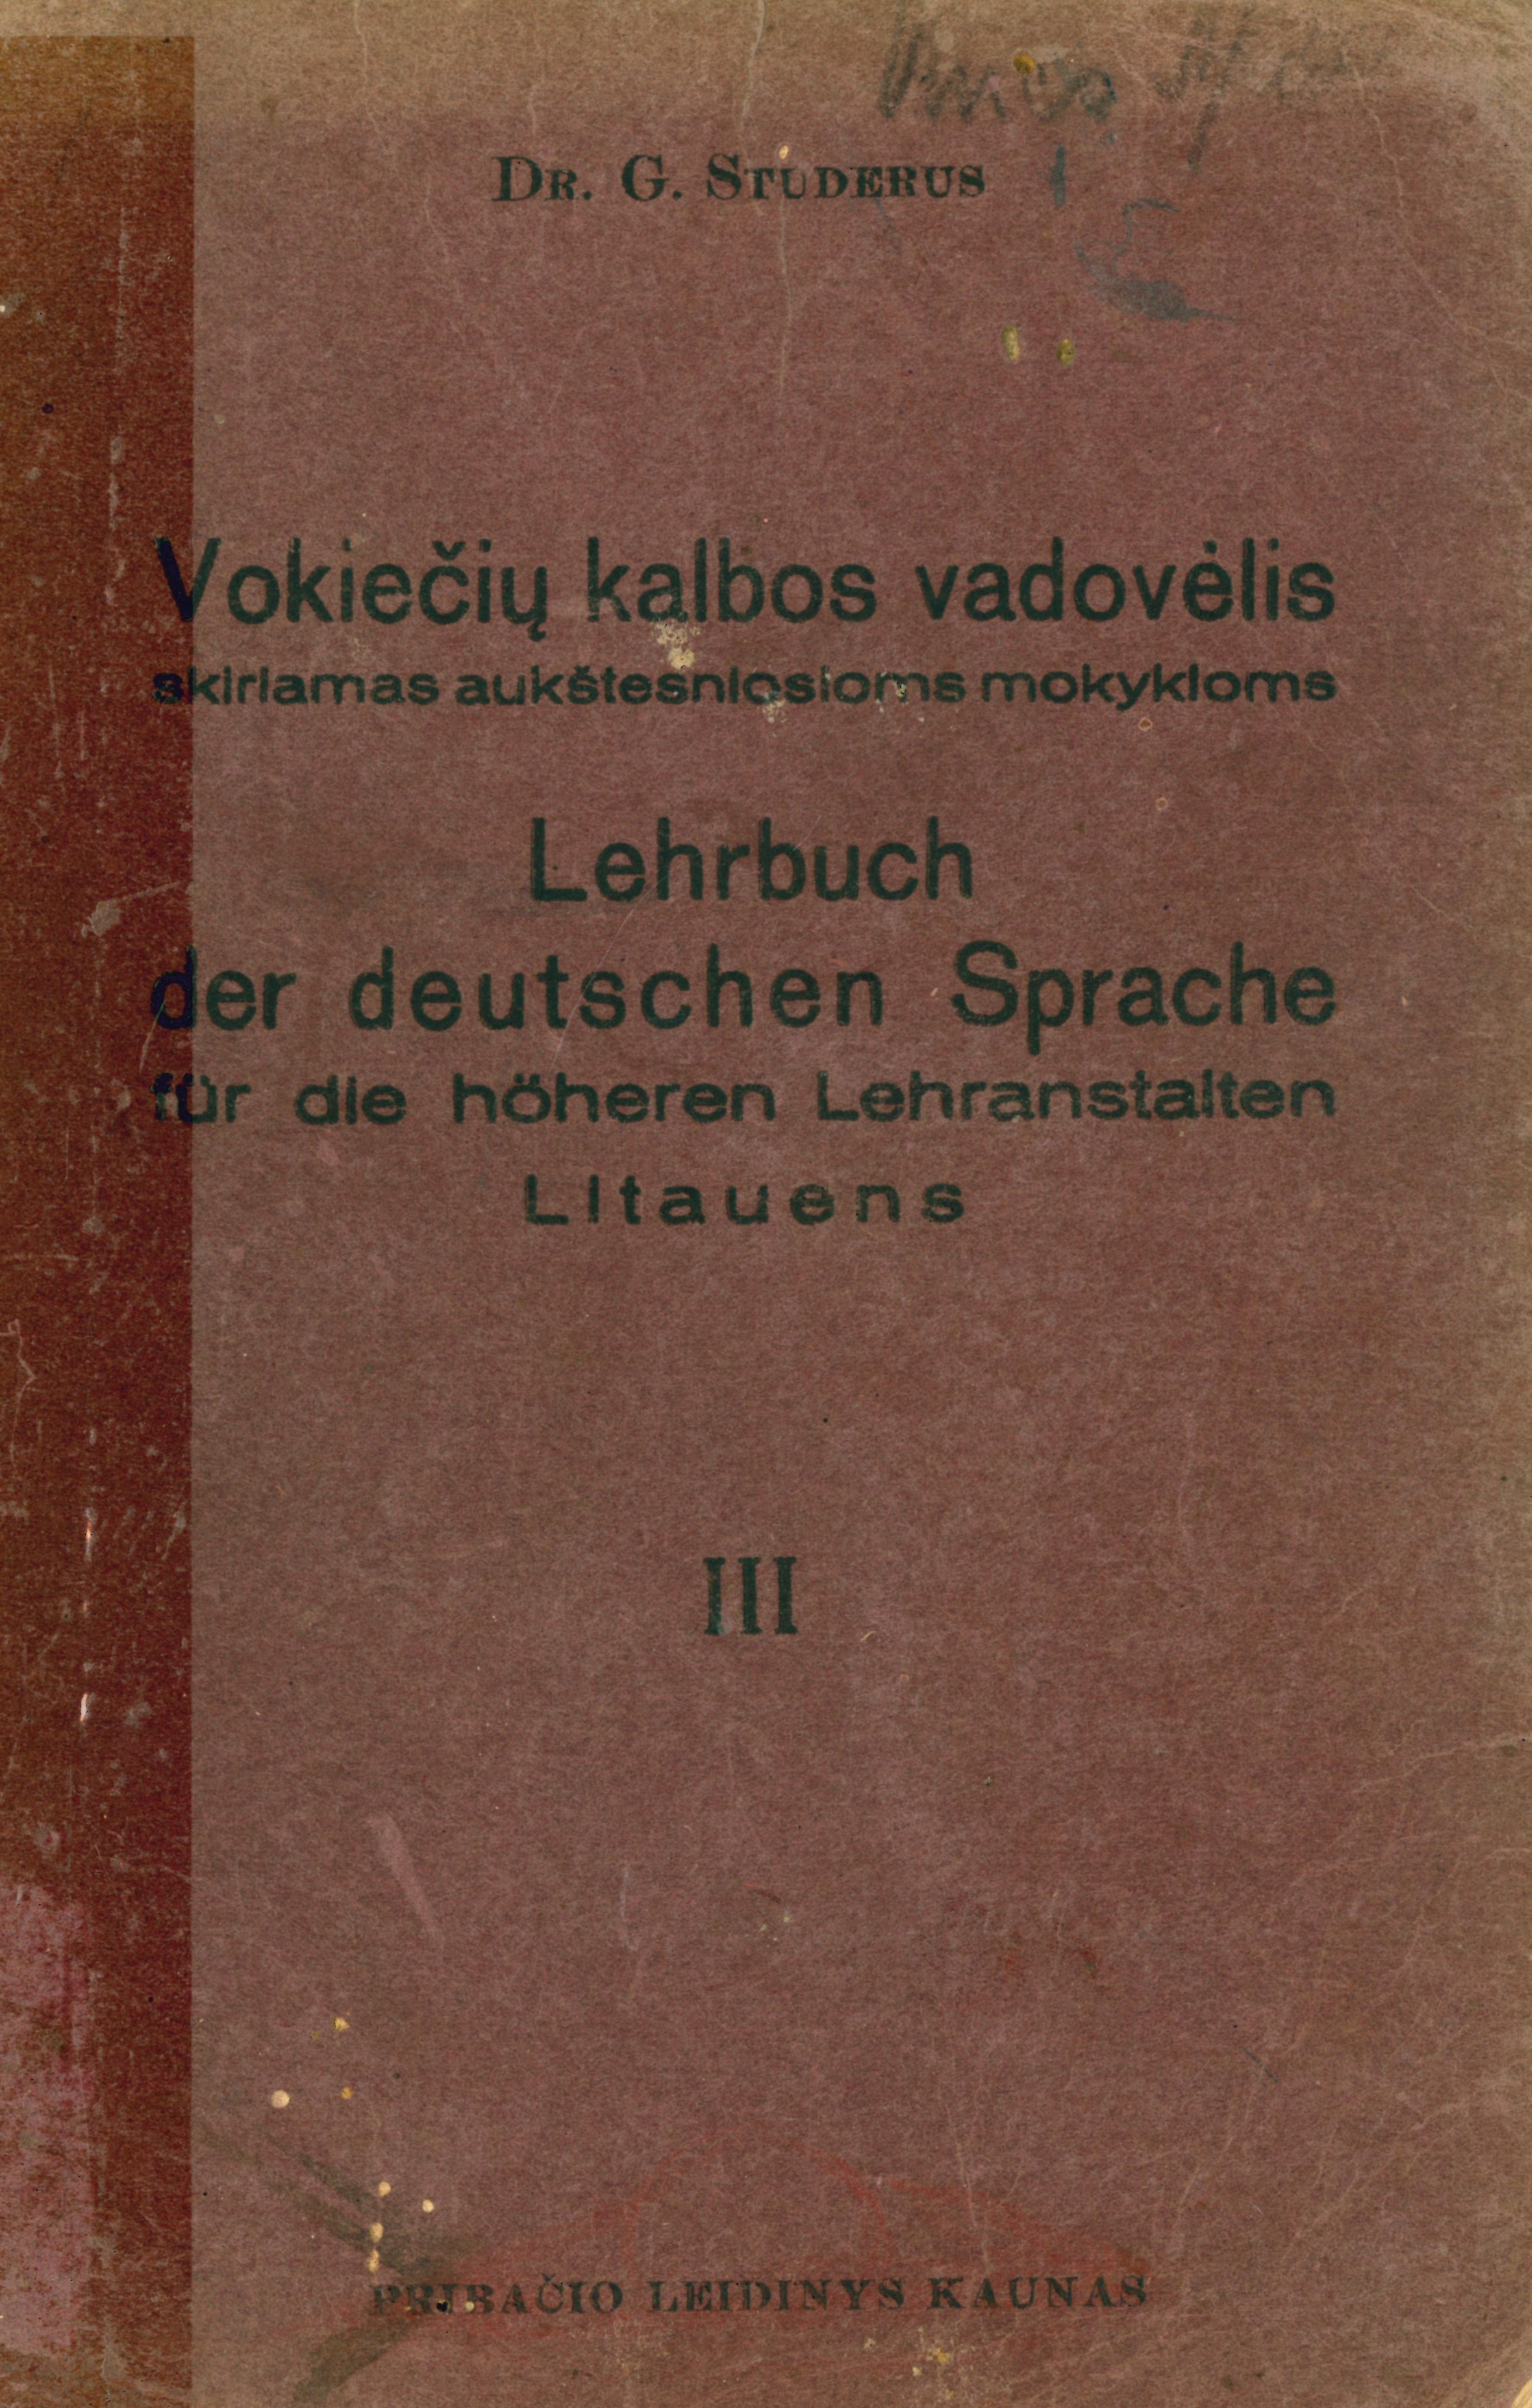 Dr. G. Studerus
Vokiečių kalbos vadovėlis
skiriamas aukštesniosioms mokykloms
Lehrbuch
der deutschen Sprache
für die höheren Lehranstalten
Litauens
III
PRIBAČIO LEIDINYS KAUNAS